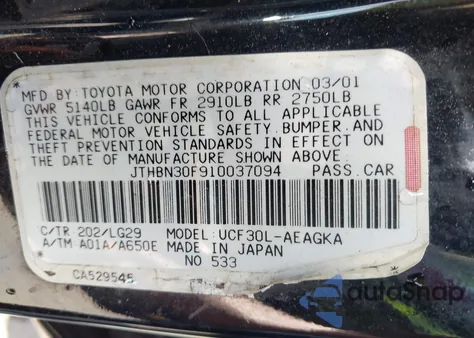 MFD BY: TOYOTA MOTOR CORPORATION 03/01
GVWR 5140LB GAWR FR 2910LB RR 2750LB
THIS VEHICLE CONFORMS TO ALL APPLICABLE
FEDERAL MOTOR VEHICLE SAFETY, BUMPER, AND
THEFT PREVENTION STANDARDS IN EFFECT ON
THE DATE OF MANUFACTURE SHOWN ABOVE.
JTHBN30F910037094 PASS. CAR
C/TR 202/LG29 MODEL: UCF30L-AEAGKA
A/TM A01A/A650E MADE IN JAPAN
NO 533
CA529545
autoSnap